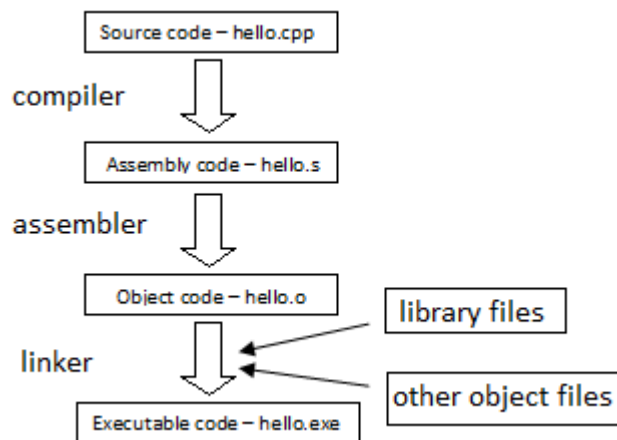 Source code – hello.cpp
compiler
Assembly code – hello.s
assembler
Object code – hello.o
library files
linker
other object files
Executable code – hello.exe